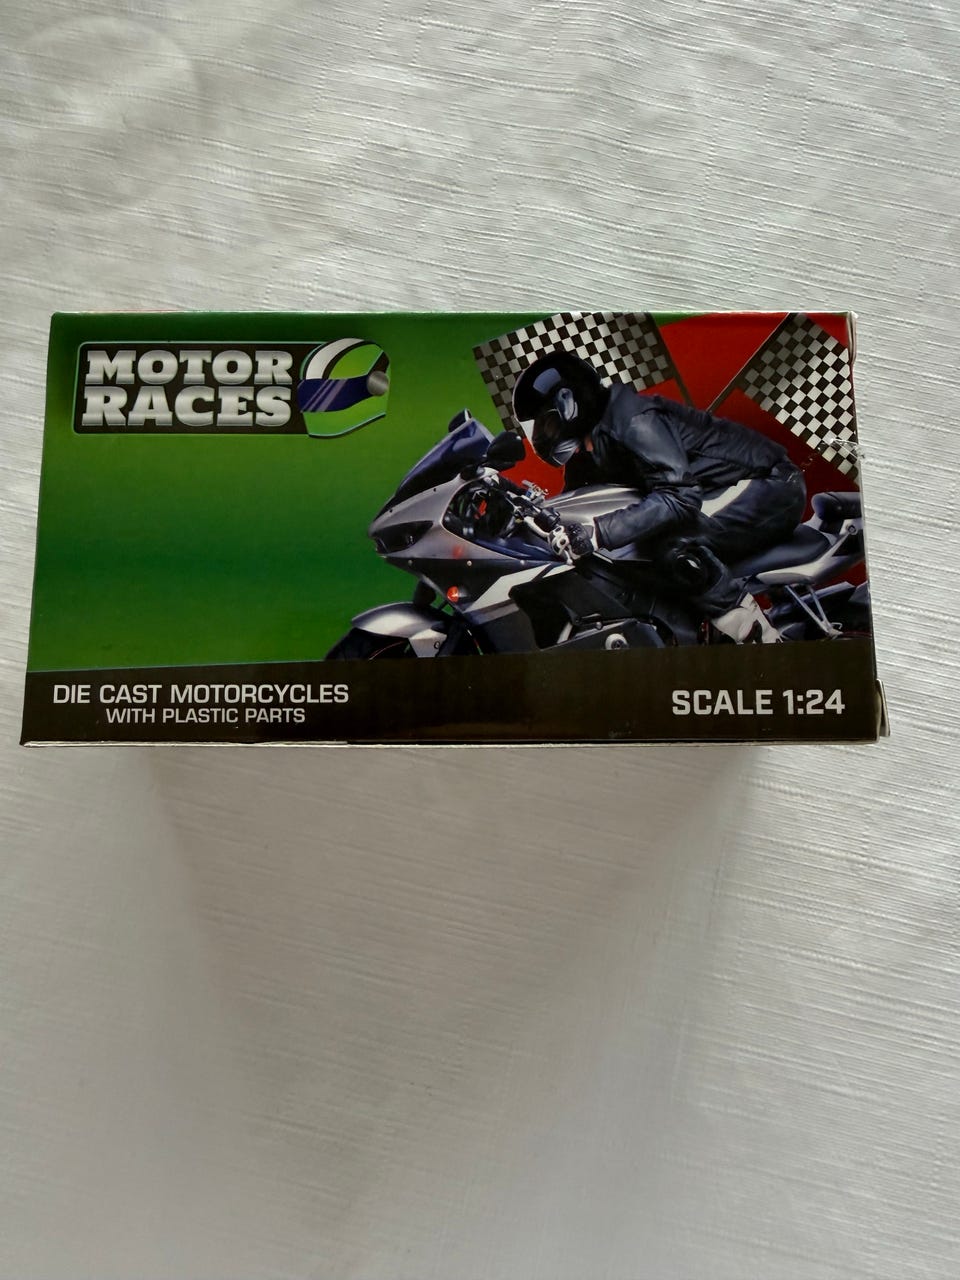 MOTOR
RACES
DIE CAST MOTORCYCLES
WITH PLASTIC PARTS
SCALE 1:24